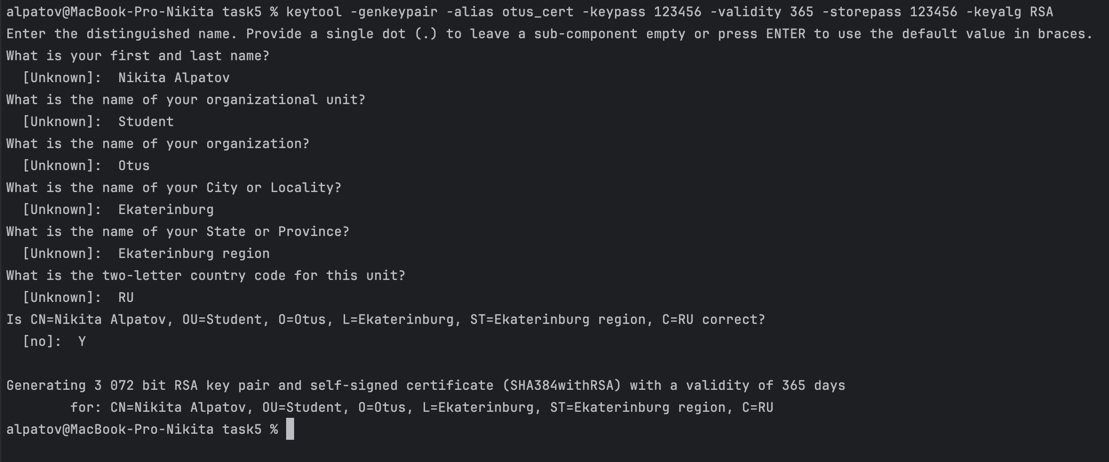 alpatov@MacBook-Pro-Nikita task5 % keytool -genkeypair -alias otus_cert -keypass 123456 -validity 365 -storepass 123456 -keyalg RSA
Enter the distinguished name. Provide a single dot (.) to leave a sub-component empty or press ENTER to use the default value in braces.
What is your first and last name?
  [Unknown]:  Nikita Alpatov
What is the name of your organizational unit?
  [Unknown]:  Student
What is the name of your organization?
  [Unknown]:  Otus
What is the name of your City or Locality?
  [Unknown]:  Ekaterinburg
What is the name of your State or Province?
  [Unknown]:  Ekaterinburg region
What is the two-letter country code for this unit?
  [Unknown]:  RU
Is CN=Nikita Alpatov, OU=Student, O=Otus, L=Ekaterinburg, ST=Ekaterinburg region, C=RU correct?
  [no]:  Y

Generating 3 072 bit RSA key pair and self-signed certificate (SHA384withRSA) with a validity of 365 days
        for: CN=Nikita Alpatov, OU=Student, O=Otus, L=Ekaterinburg, ST=Ekaterinburg region, C=RU
alpatov@MacBook-Pro-Nikita task5 %